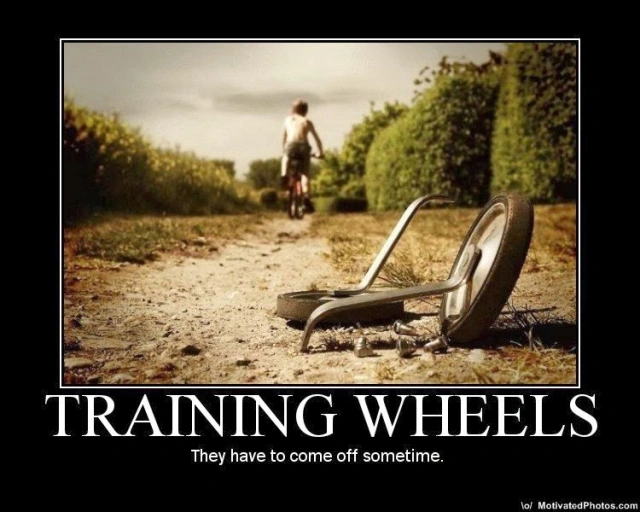 TRAINING WHEELS
They have to come off sometime.
\o/ MotivatedPhotos.com